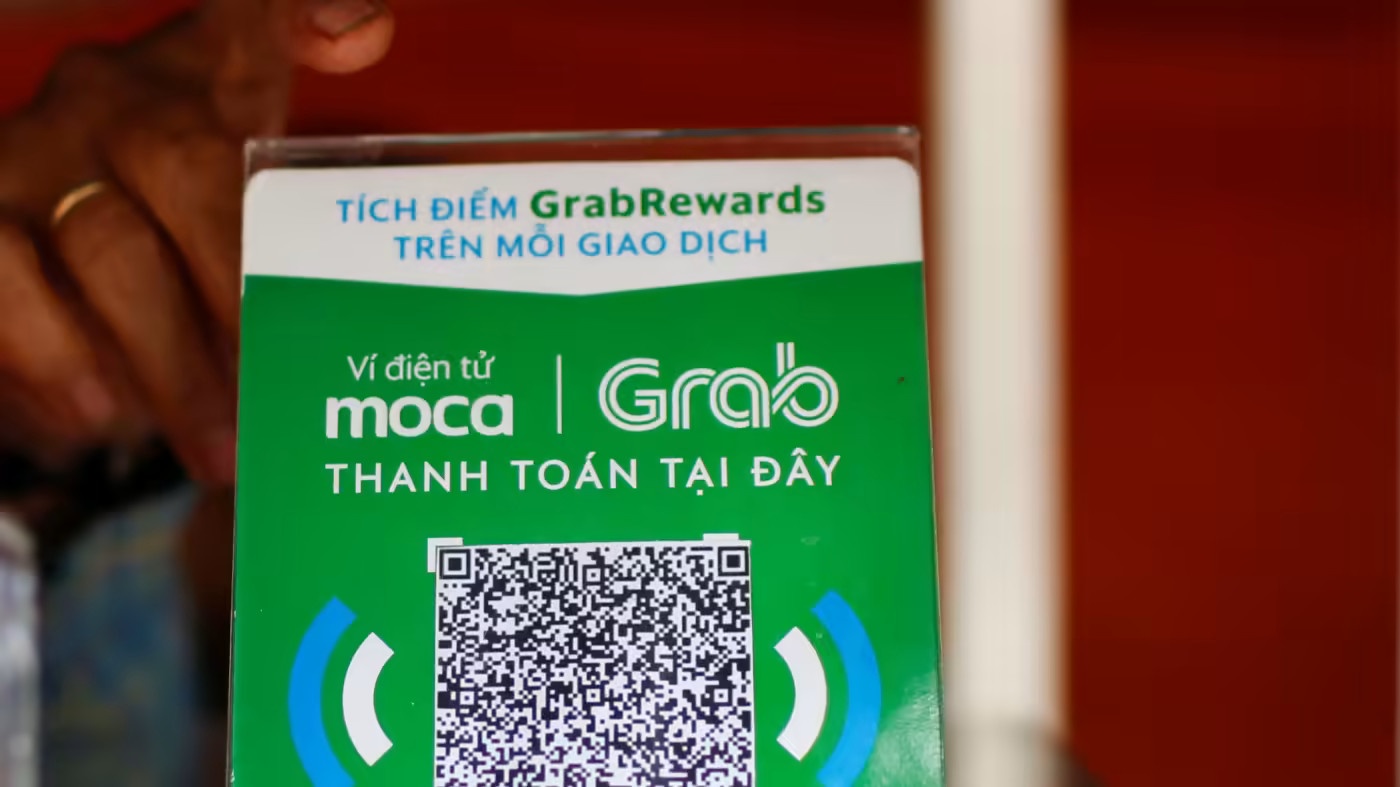 TÍCH ĐIỂM GrabRewards
TRÊN MỖI GIAO DỊCH
Ví điện tử
moca | Grab
THANH TOÁN TẠI ĐÂY